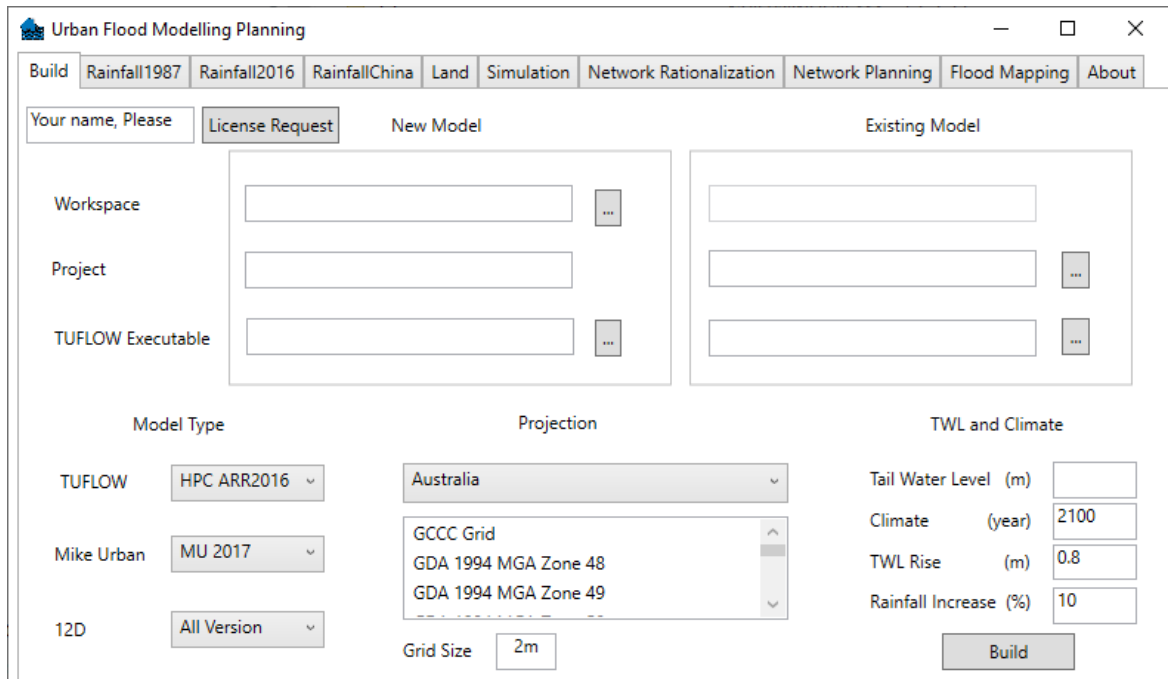 Urban Flood Modelling Planning
Build Rainfall1987 Rainfall2016 RainfallChina Land Simulation Network Rationalization Network Planning Flood Mapping About
Your name, Please License Request New Model Existing Model
Workspace ...
Project ...
TUFLOW Executable ... ...
Model Type Projection TWL and Climate
TUFLOW HPC ARR2016 Australia Tail Water Level (m)
GCCC Grid Climate (year) 2100
Mike Urban MU 2017 GDA 1994 MGA Zone 48 TWL Rise (m) 0.8
GDA 1994 MGA Zone 49
Rainfall Increase (%) 10
12D All Version Grid Size 2m Build